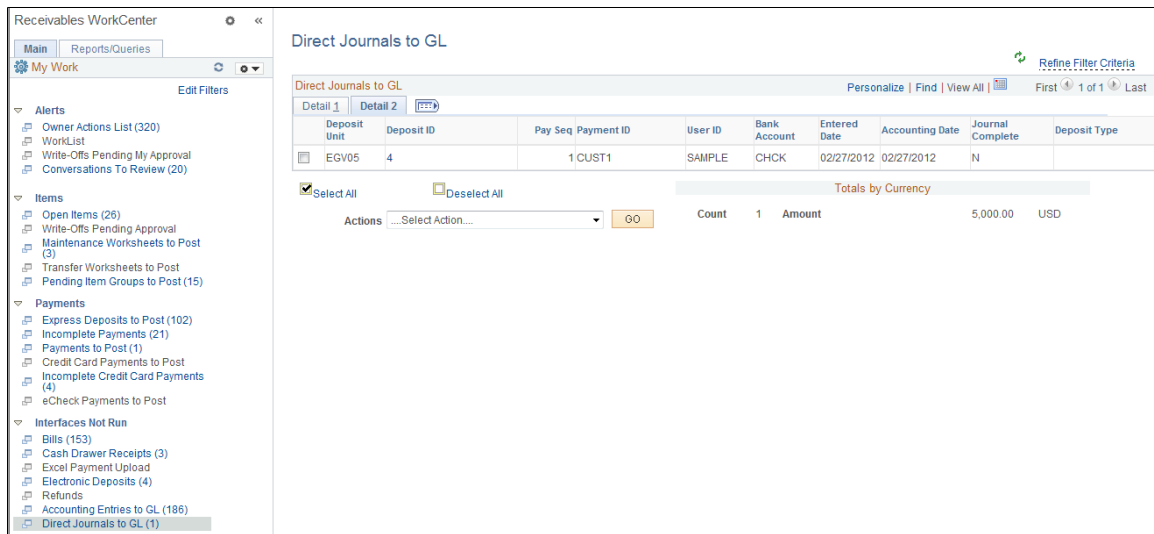 Receivables WorkCenter
«
Main
Reports/Queries
My Work
Edit Filters
Alerts
Owner Actions List (320)
WorkList
Write-Offs Pending My Approval
Conversations To Review (20)
Items
Open Items (26)
Write-Offs Pending Approval
Maintenance Worksheets to Post
(3)
Transfer Worksheets to Post
Pending Item Groups to Post (15)
Payments
Express Deposits to Post (102)
Incomplete Payments (21)
Payments to Post (1)
Credit Card Payments to Post
Incomplete Credit Card Payments
(4)
eCheck Payments to Post
Interfaces Not Run
Bills (153)
Cash Drawer Receipts (3)
Excel Payment Upload
Electronic Deposits (4)
Refunds
Accounting Entries to GL (186)
Direct Journals to GL (1)
Direct Journals to GL
Refine Filter Criteria
Direct Journals to GL
Personalize | Find | View All |
First 1 of 1 Last
Detail 1
Detail 2
Deposit Unit
Deposit ID
Pay Seq
Payment ID
User ID
Bank Account
Entered Date
Accounting Date
Journal Complete
Deposit Type
EGV05 4 1 CUST1 SAMPLE CHCK 02/27/2012 02/27/2012 N
Select All
Deselect All
Totals by Currency
Actions ....Select Action.... GO
Count 1 Amount 5,000.00 USD